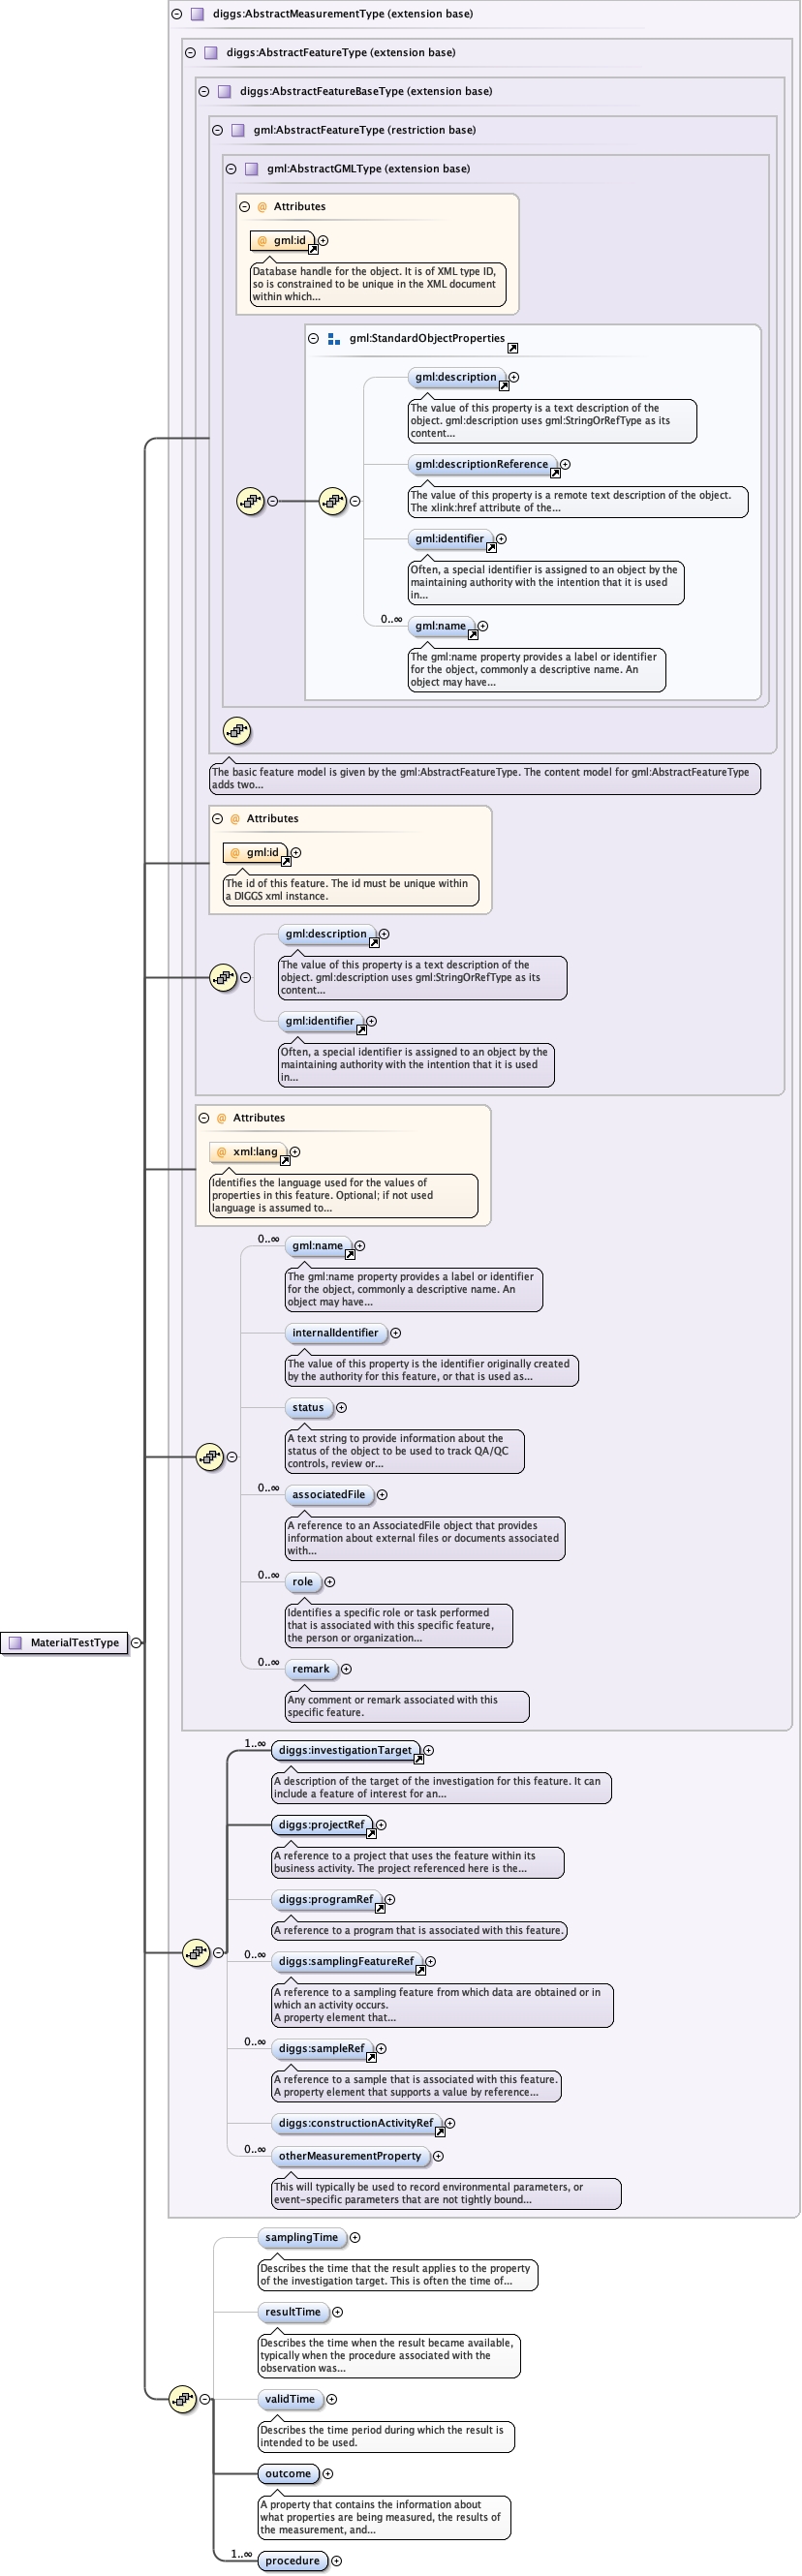 diggs:AbstractMeasurementType (extension base)
diggs:AbstractFeatureType (extension base)
diggs:AbstractFeatureBaseType (extension base)
gml:AbstractFeatureType (restriction base)
gml:AbstractGMLType (extension base)
@ Attributes
@ gml:id
Database handle for the object. It is of XML type ID,
so is constrained to be unique in the XML document
within which...
gml:StandardObjectProperties
gml:description
The value of this property is a text description of the
object. gml:description uses gml:StringOrRefType as its
content...
gml:descriptionReference
The value of this property is a remote text description of the object.
The xlink:href attribute of the...
gml:identifier
Often, a special identifier is assigned to an object by the
maintaining authority with the intention that it is used
in...
0..∞
gml:name
The gml:name property provides a label or identifier
for the object, commonly a descriptive name. An
object may have...
The basic feature model is given by the gml:AbstractFeatureType. The content model for gml:AbstractFeatureType
adds two...
@ Attributes
@ gml:id
The id of this feature. The id must be unique within
a DIGGS xml instance.
gml:description
The value of this property is a text description of the
object. gml:description uses gml:StringOrRefType as its
content...
gml:identifier
Often, a special identifier is assigned to an object by the
maintaining authority with the intention that it is used
in...
@ Attributes
@ xml:lang
Identifies the language used for the values of
properties in this feature. Optional; if not used
language is assumed to...
0..∞
gml:name
The gml:name property provides a label or identifier
for the object, commonly a descriptive name. An
object may have...
internalIdentifier
The value of this property is the identifier originally created
by the authority for this feature, or that is used as...
status
A text string to provide information about the
status of the object to be used to track QA/QC
controls, review or...
0..∞
associatedFile
A reference to an AssociatedFile object that provides
information about external files or documents associated
with...
0..∞
role
Identifies a specific role or task performed
that is associated with this specific feature,
the person or organization...
MaterialTestType
0..∞
remark
Any comment or remark associated with this
specific feature.
1..∞
diggs:investigationTarget
A description of the target of the investigation for this feature. It can
include a feature of interest for an...
diggs:projectRef
A reference to a project that uses the feature within its
business activity. The project referenced here is the...
diggs:programRef
A reference to a program that is associated with this feature.
0..∞
diggs:samplingFeatureRef
A reference to a sampling feature from which data are obtained or in
which an activity occurs.
A property element that...
0..∞
diggs:sampleRef
A reference to a sample that is associated with this feature.
A property element that supports a value by reference...
diggs:constructionActivityRef
0..∞
otherMeasurementProperty
This will typically be used to record environmental parameters, or
event-specific parameters that are not tightly bound...
samplingTime
Describes the time that the result applies to the property
of the investigation target. This is often the time of...
resultTime
Describes the time when the result became available,
typically when the procedure associated with the
observation was...
validTime
Describes the time period during which the result is
intended to be used.
outcome
A property that contains the information about
what properties are being measured, the results of
the measurement, and...
1..∞
procedure